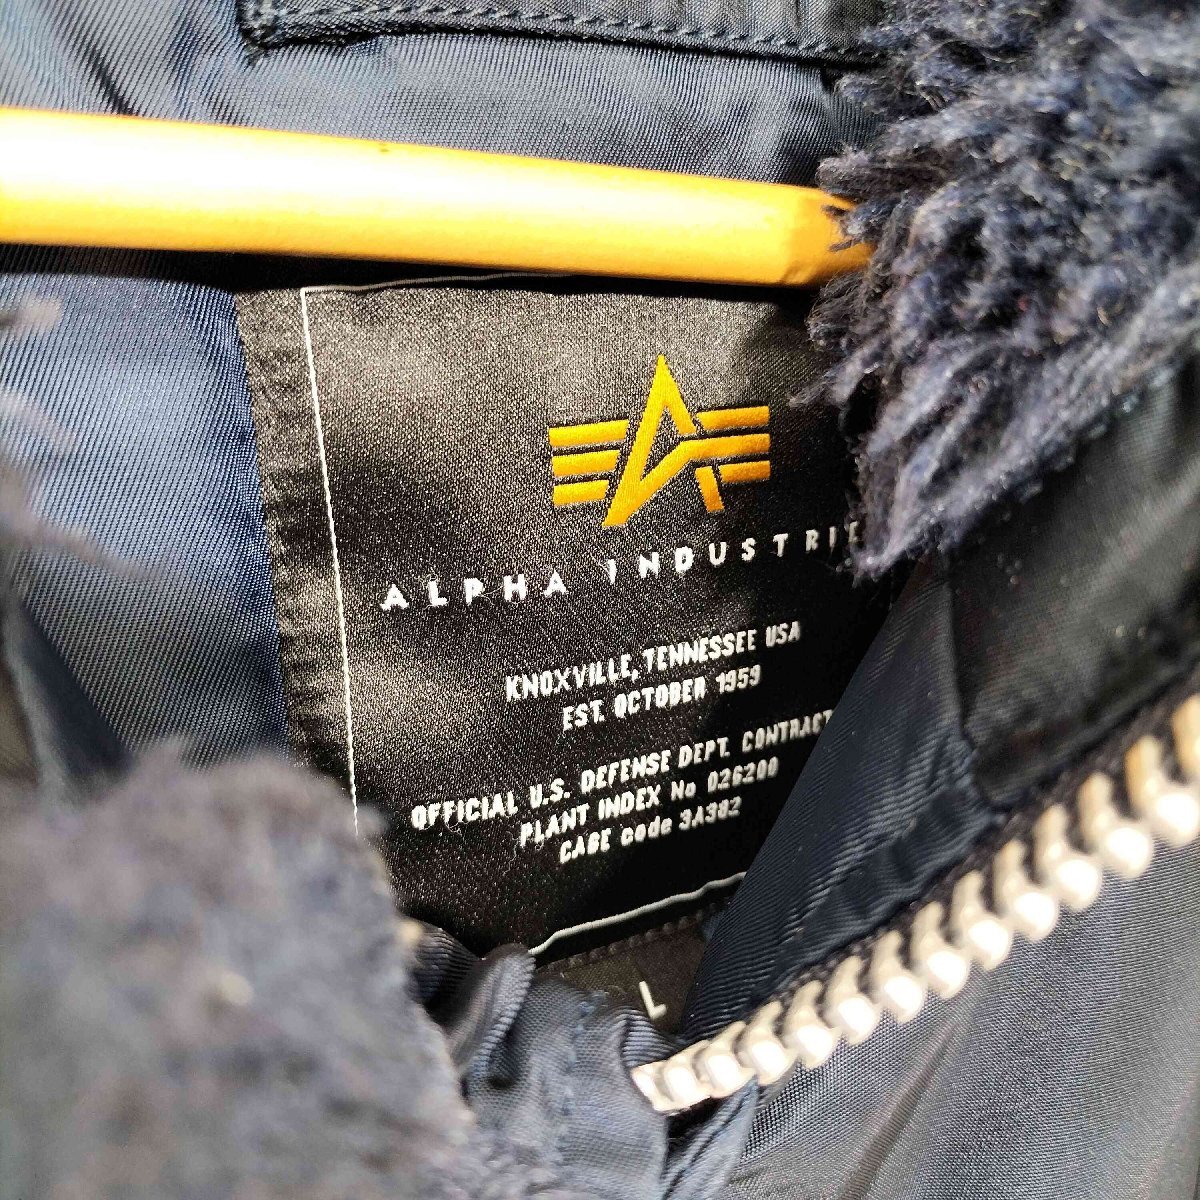 ALPHA INDUSTRIE
KNOXVILLE, TENNESSEE USA
EST. OCTOBER 1959
OFFICIAL U.S. DEFENSE DEPT. CONTRACT
PLANT INDEX No 026200
CAGE code 3A382
L